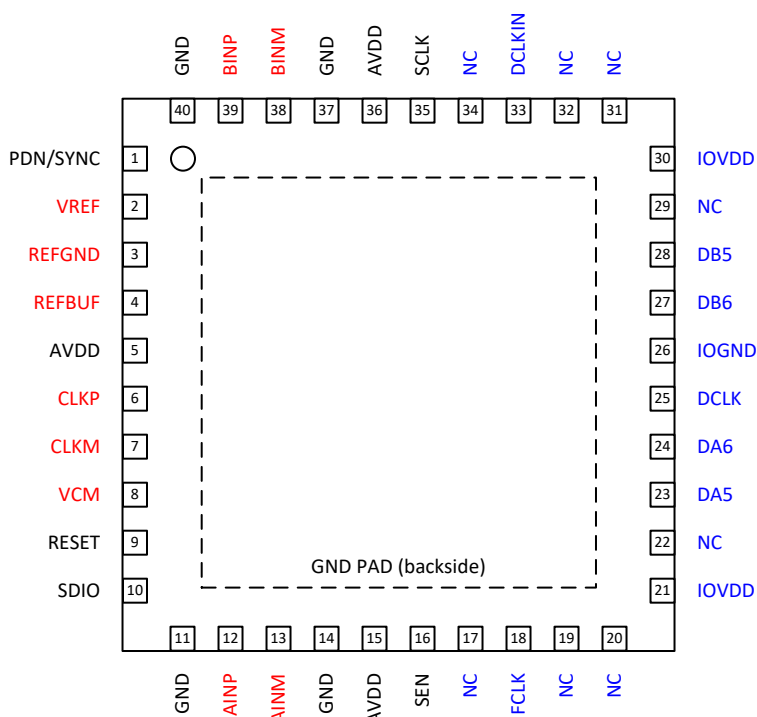 GND BINP BINM GND AVDD SCLK NC DCLKIN NC NC
40 39 38 37 36 35 34 33 32 31
PDN/SYNC 1 30 IOVDD
VREF 2 29 NC
REFGND 3 28 DB5
REFBUF 4 27 DB6
AVDD 5 26 IOGND
CLKP 6 25 DCLK
CLKM 7 24 DA6
VCM 8 23 DA5
RESET 9 22 NC
GND PAD (backside)
SDIO 10 21 IOVDD
11 12 13 14 15 16 17 18 19 20
GND AINP AINM GND AVDD SEN NC FCLK NC NC